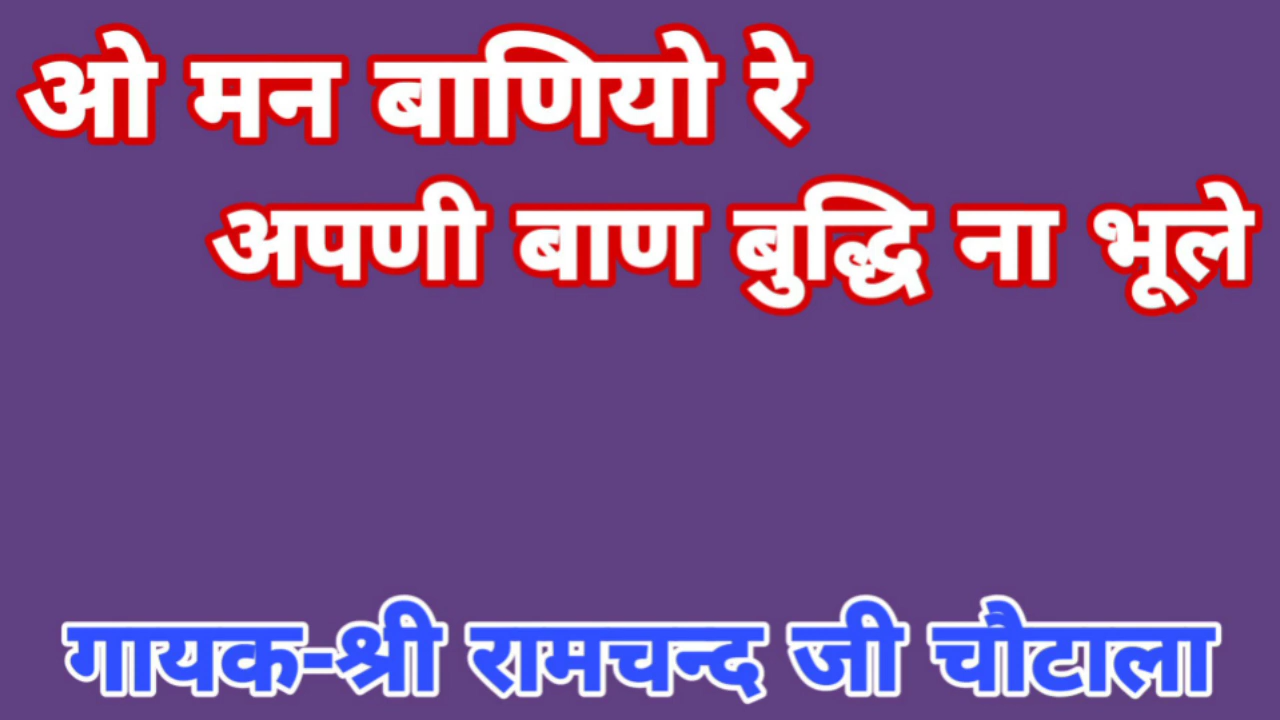 ओ मन बाणियो रे
अपणी बाण बुद्धि ना भूले
गायक-श्री रामचन्द जी चौटाला